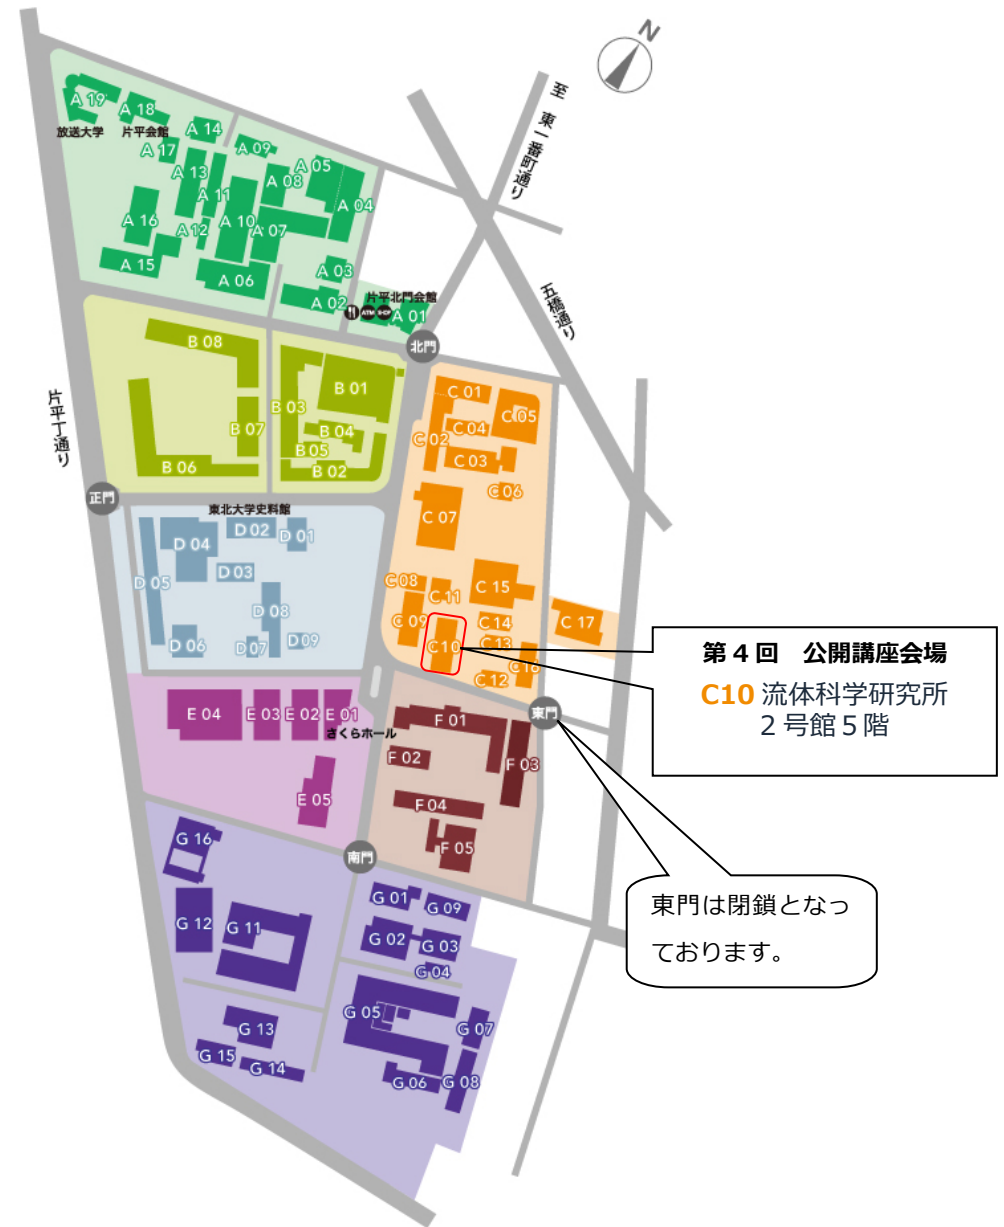 N
至 東一番町通り
A 19
A 18
放送大学
片平会館
A 14
A 17
A 09
A 05
A 13
A 08
A 11
A 04
A 16
A 10
A 12
A 07
A 15
A 06
A 03
A 02
片平北門会館
ATM
SHOP
A 01
五橋通り
北門
B 08
B 01
B 03
B 07
B 04
B 05
B 06
B 02
片平丁通り
C 01
C 05
C 04
C 02
C 03
C 06
C 07
正門
東北大学史料館
D 02
D 01
D 04
D 03
D 05
D 08
D 06
D 07
D 09
C 08
C 11
C 15
C 09
C 14
C 17
C 13
C10
C 18
C 12
第４回 公開講座会場
C10 流体科学研究所
２号館５階
東門
E 04
E 03
E 02
E 01
さくらホール
E 05
F 01
F 02
F 03
F 04
F 05
東門は閉鎖となっ
ております。
南門
G 16
G 01
G 09
G 12
G 11
G 02
G 03
G 04
G 05
G 07
G 13
G 15
G 14
G 06
G 08